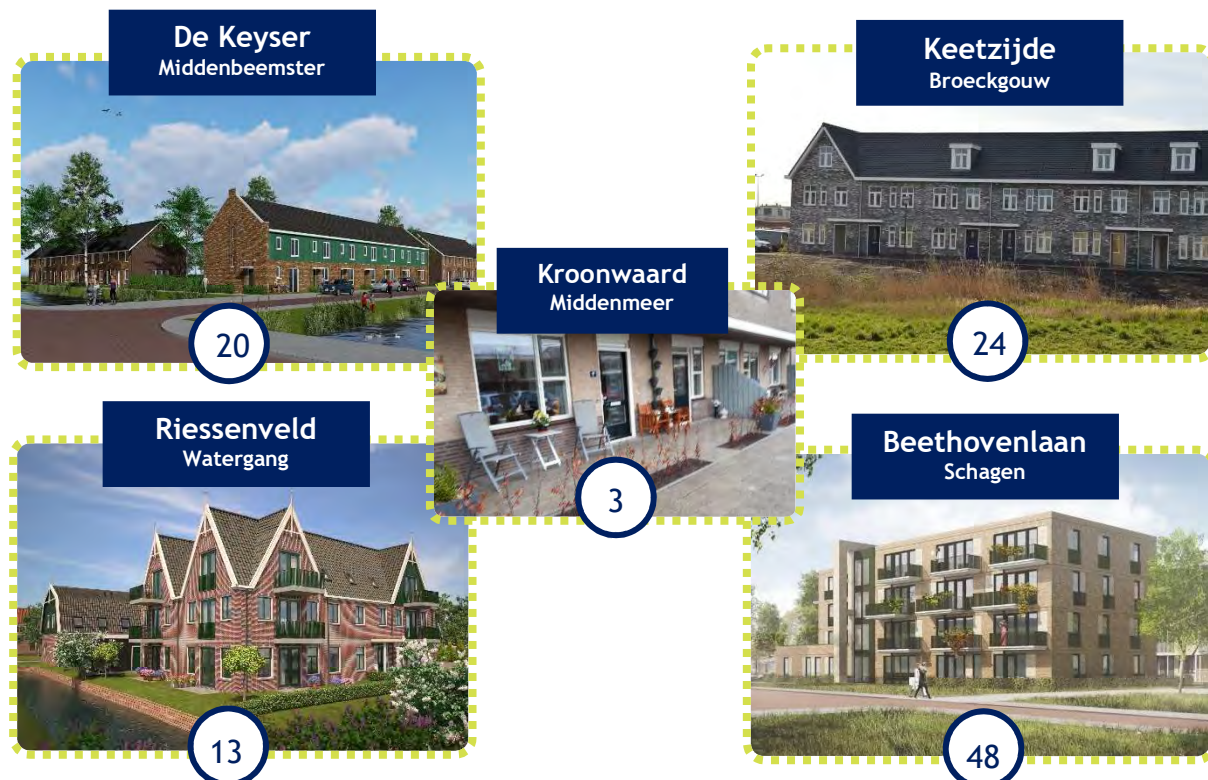 De Keyser
Middenbeemster
20
Keetzijde
Broeckgouw
24
Kroonwaard
Middenmeer
3
Riessenveld
Watergang
13
Beethovenlaan
Schagen
48